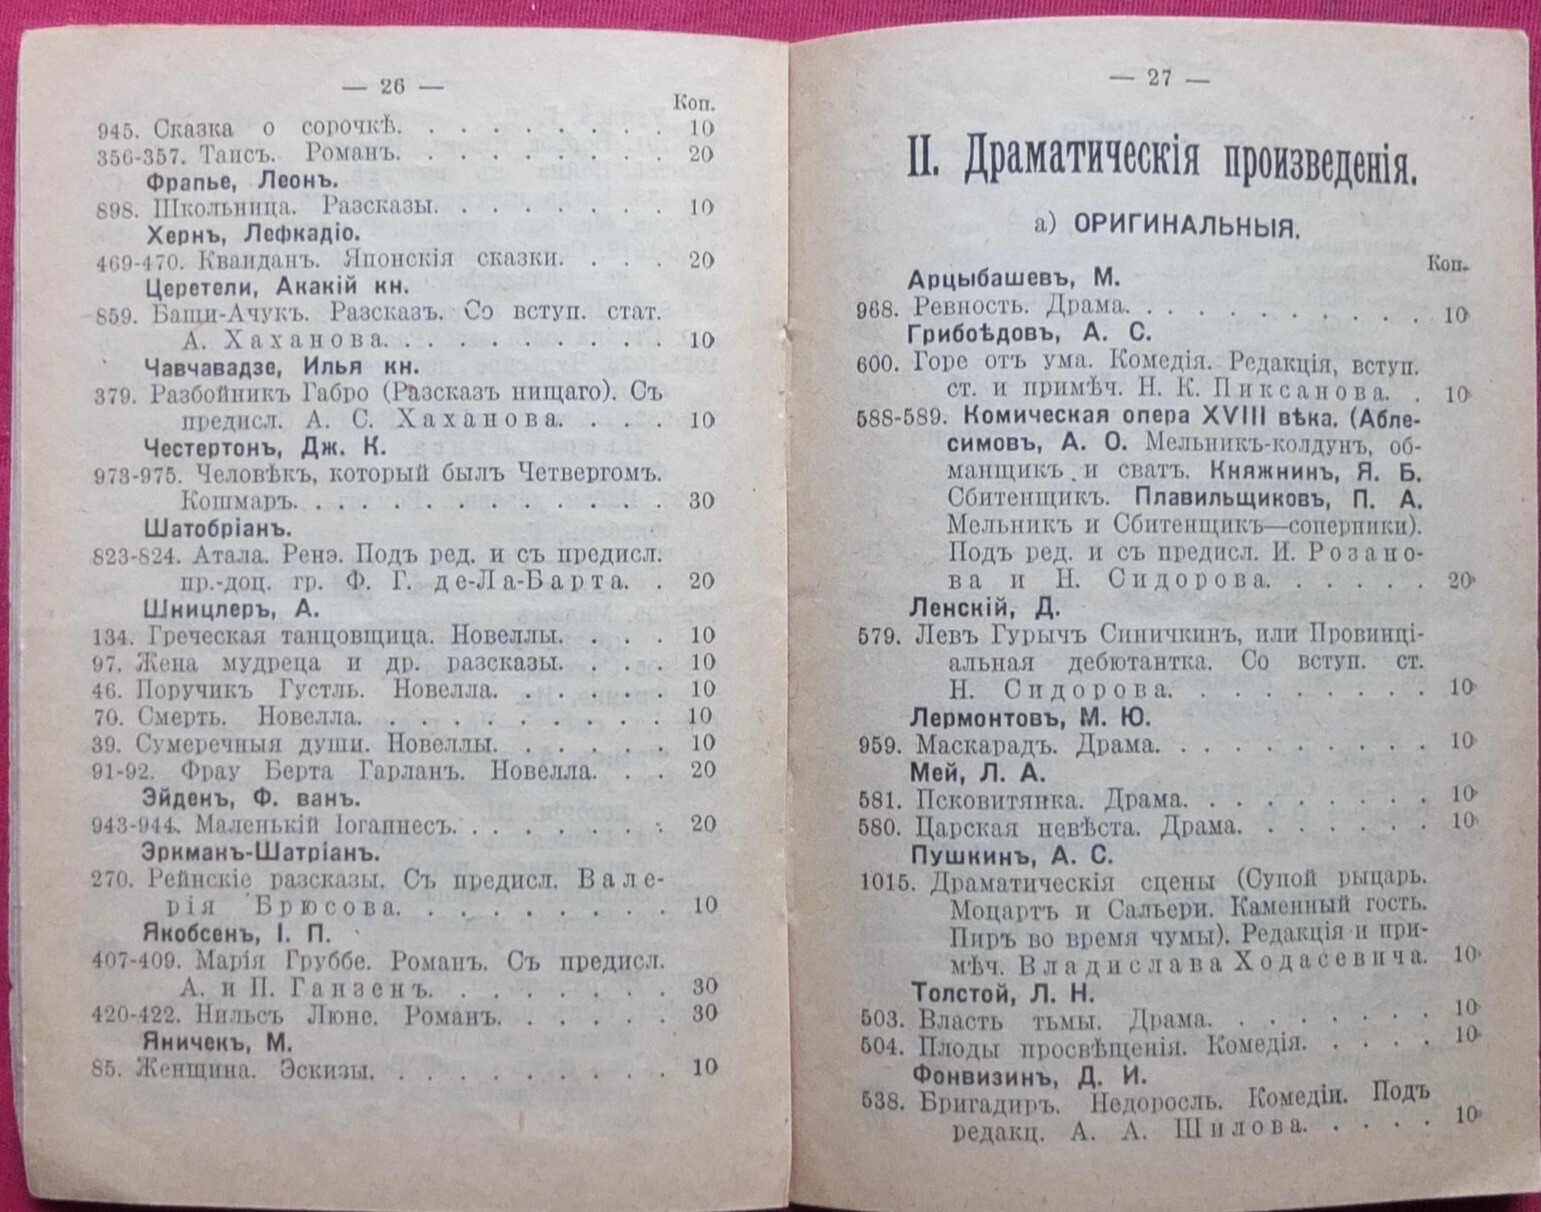 — 26 —
Коп.
945. Сказка о сорочкѣ. . . . . . . . . 10
356-357. Таисъ. Романъ. . . . . . . . . 20
Фрапье, Леонъ.
898. Школьница. Разсказы. . . . . . . . 10
Хернъ, Лефкадіо.
469-470. Кваиданъ. Японскія сказки. . . . 20
Церетели, Акакій кн.
859. Баши-Ачукъ. Разсказъ. Со вступ. стат.
А. Хаханова. . . . . . . . . . 10
Чавчавадзе, Илья кн.
379. Разбойникъ Габро (Разсказъ нищаго). Съ
предисл. А. С. Хаханова. . . . 10
Честертонъ, Дж. К.
973-975. Человѣкъ, который былъ Четвергомъ.
Кошмаръ. . . . . . . . . . . . 30
Шатобріанъ.
823-824. Атала. Ренэ. Подъ ред. и съ предисл.
пр.-доц. гр. Ф. Г. де-Ла-Барта. . 20
Шницлеръ, А.
134. Греческая танцовщица. Новеллы. . . . 10
97. Жена мудреца и др. разсказы. . . . 10
46. Поручикъ Густль. Новелла. . . . . . 10
70. Смерть. Новелла. . . . . . . . . . 10
39. Сумеречныя души. Новеллы. . . . . . 10
91-92. Фрау Берта Гарланъ. Новелла. . . 20
Эйденъ, Ф. ванъ.
943-944. Маленькій Іоганнесъ. . . . . . . 20
Эркманъ-Шатріанъ.
270. Рейнскіе разсказы. Съ предисл. Вале-
рія Брюсова. . . . . . . . . 10
Якобсенъ, І. П.
407-409. Марія Груббе. Романъ. Съ предисл.
А. и П. Ганзенъ. . . . . . . . 30
420-422. Нильсъ Люне. Романъ. . . . . . 30
Яничекъ, М.
85. Женщина. Эскизы. . . . . . . . . . 10
— 27 —
II. Драматическія произведенія.
а) ОРИГИНАЛЬНЫЯ.
Коп.
Арцыбашевъ, М.
968. Ревность. Драма. . . . . . . . . . . 10
Грибоѣдовъ, А. С.
600. Горе отъ ума. Комедія. Редакція, вступ.
ст. и примѣч. Н. К. Пиксанова. . 10
588-589. Комическая опера XVIII вѣка. (Абле-
симовъ, А. О. Мельникъ-колдунъ, об-
манщикъ и сватъ. Княжнинъ, Я. Б.
Сбитенщикъ. Плавильщиковъ, П. А.
Мельникъ и Сбитенщикъ—соперники).
Подъ ред. и съ предисл. И. Розано-
ва и Н. Сидорова. . . . . . 20
Ленскій, Д.
579. Левъ Гурычъ Синичкинъ, или Провинці-
альная дебютантка. Со вступ. ст.
Н. Сидорова. . . . . . . . . 10
Лермонтовъ, М. Ю.
959. Маскарадъ. Драма. . . . . . . . . . 10
Мей, Л. А.
581. Псковитянка. Драма. . . . . . . . . 10
580. Царская невѣста. Драма. . . . . . . 10
Пушкинъ, А. С.
1015. Драматическія сцены (Супой рыцарь.
Моцартъ и Сальери. Каменный гость.
Пиръ во время чумы). Редакція и при-
мѣч. Владислава Ходасевича. 10
Толстой, Л. Н.
503. Власть тьмы. Драма. . . . . . . . 10
504. Плоды просвѣщенія. Комедія. . . . . 10
Фонвизинъ, Д. И.
538. Бригадиръ. Недоросль. Комедіи. Подъ
редакц. А. А. Шилова. . . . . 10